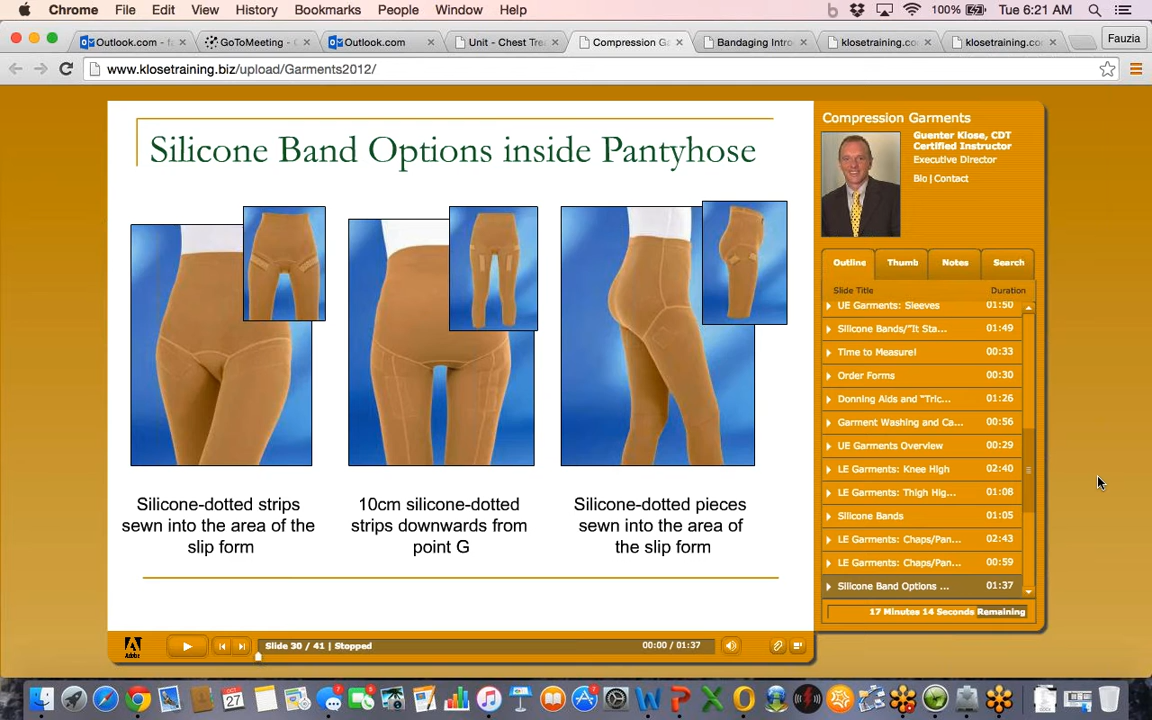 Chrome File Edit View History Bookmarks People Window Help
100% Tue 6:21 AM
Outlook.com - fa
GoToMeeting - C
Outlook.com
Unit - Chest Trea
Compression Ga
Bandaging Intro
klosetraining.co
klosetraining.co
Fauzia
www.klosetraining.biz/upload/Garments2012/
Silicone Band Options inside Pantyhose
Silicone-dotted strips
sewn into the area of the
slip form
10cm silicone-dotted
strips downwards from
point G
Silicone-dotted pieces
sewn into the area of
the slip form
Compression Garments
Guenter Klose, CDT
Certified Instructor
Executive Director
Bio | Contact
Outline Thumb Notes Search
Slide Title Duration
UE Garments: Sleeves 01:50
Silicone Bands/"It Sta... 01:49
Time to Measure! 00:33
Order Forms 00:30
Donning Aids and "Tric... 01:26
Garment Washing and Ca... 00:56
UE Garments Overview 00:29
LE Garments: Knee High 02:40
LE Garments: Thigh Hig... 01:08
Silicone Bands 01:05
LE Garments: Chaps/Pan... 02:43
LE Garments: Chaps/Pan... 00:59
Silicone Band Options ... 01:37
17 Minutes 14 Seconds Remaining
Adobe
Slide 30 / 41 | Stopped 00:00 / 01:37